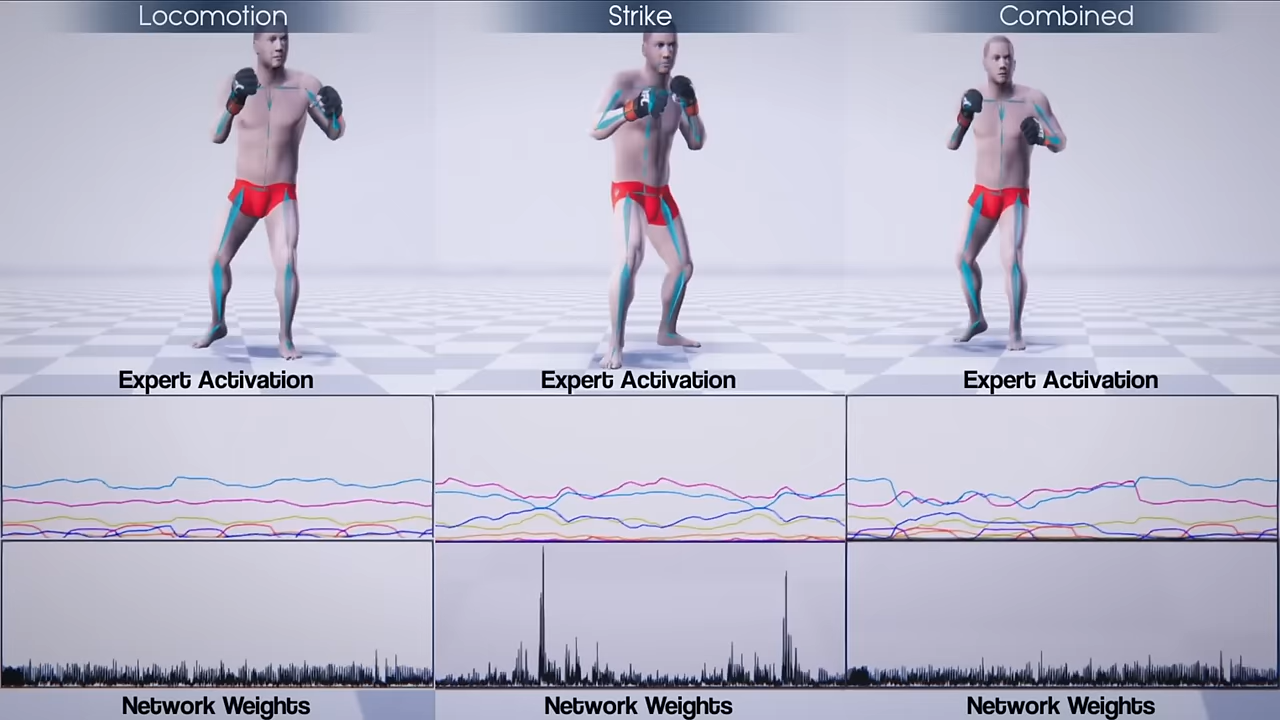 Locomotion
Strike
Combined
Expert Activation
Expert Activation
Expert Activation
Network Weights
Network Weights
Network Weights